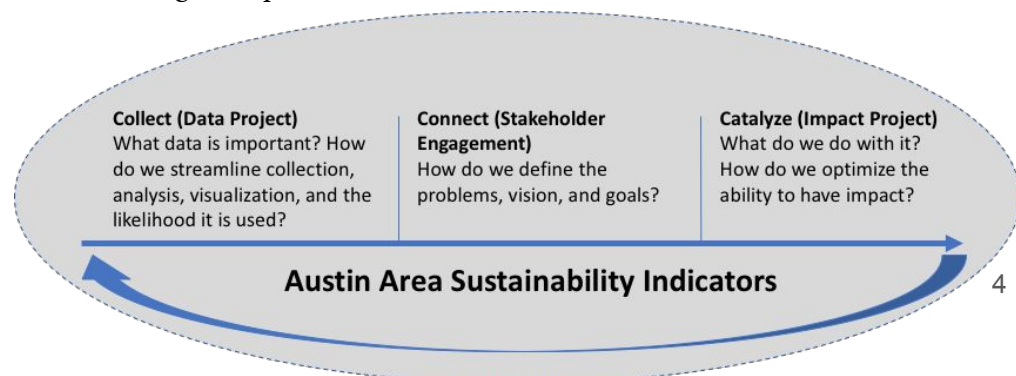 Collect (Data Project)
What data is important? How
do we streamline collection,
analysis, visualization, and the
likelihood it is used?
Connect (Stakeholder
Engagement)
How do we define the
problems, vision, and goals?
Catalyze (Impact Project)
What do we do with it?
How do we optimize the
ability to have impact?
Austin Area Sustainability Indicators
4